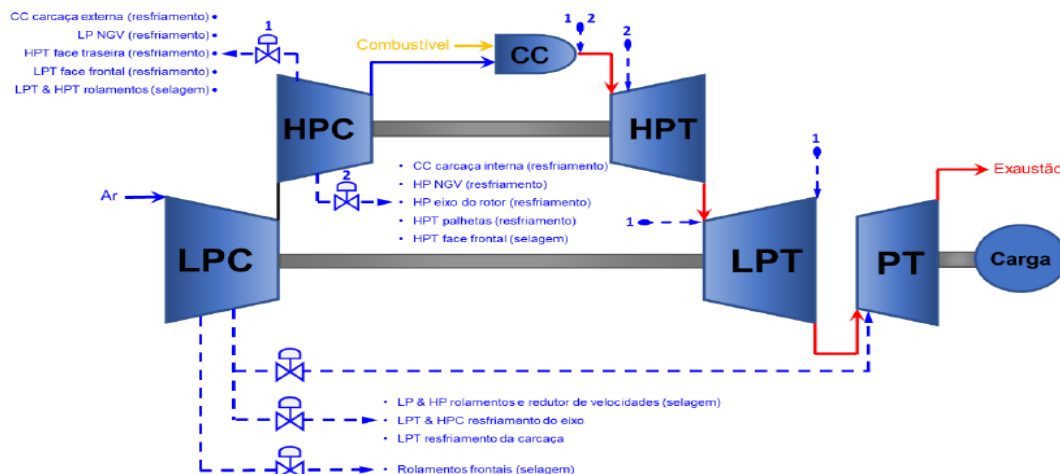 CC carcaça externa (resfriamento)•
LP NGV (resfriamento)•
HPT face traseira (resfriamento)•
LPT face frontal (resfriamento)•
LPT & HPT rolamentos (selagem)•
1
Combustível
CC
1 2
2
HPC
HPT
1
2
• CC carcaça interna (resfriamento)
• HP NGV (resfriamento)
• HP eixo do rotor (resfriamento)
• HPT palhetas (resfriamento)
• HPT face frontal (selagem)
Ar
1
Exaustão
LPC
LPT
PT
Carga
• LP & HP rolamentos e redutor de velocidades (selagem)
• LPT & HPC resfriamento do eixo
• LPT resfriamento da carcaça
• Rolamentos frontais (selagem)